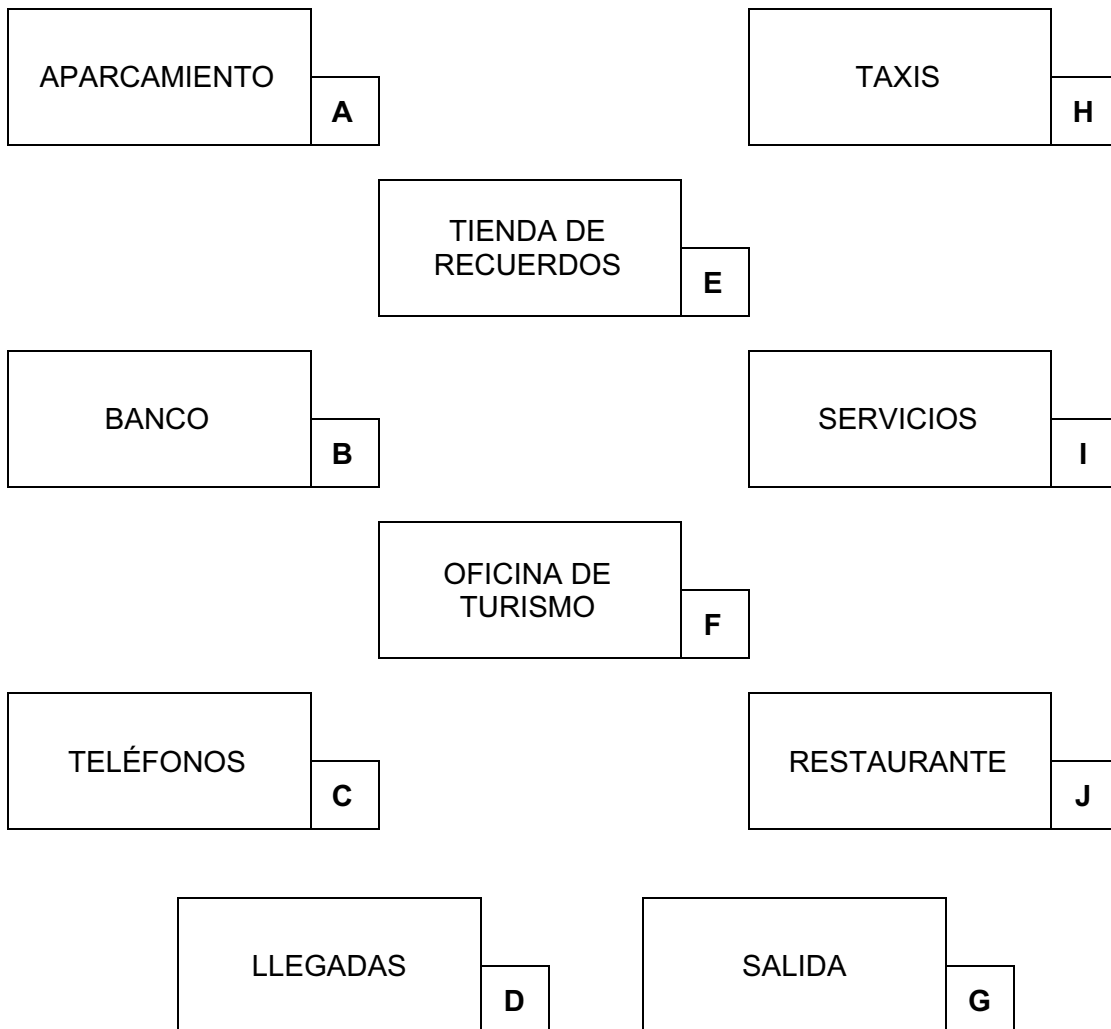 APARCAMIENTO
A
TAXIS
H
TIENDA DE
RECUERDOS
E
BANCO
B
SERVICIOS
I
OFICINA DE
TURISMO
F
TELÉFONOS
C
RESTAURANTE
J
LLEGADAS
D
SALIDA
G